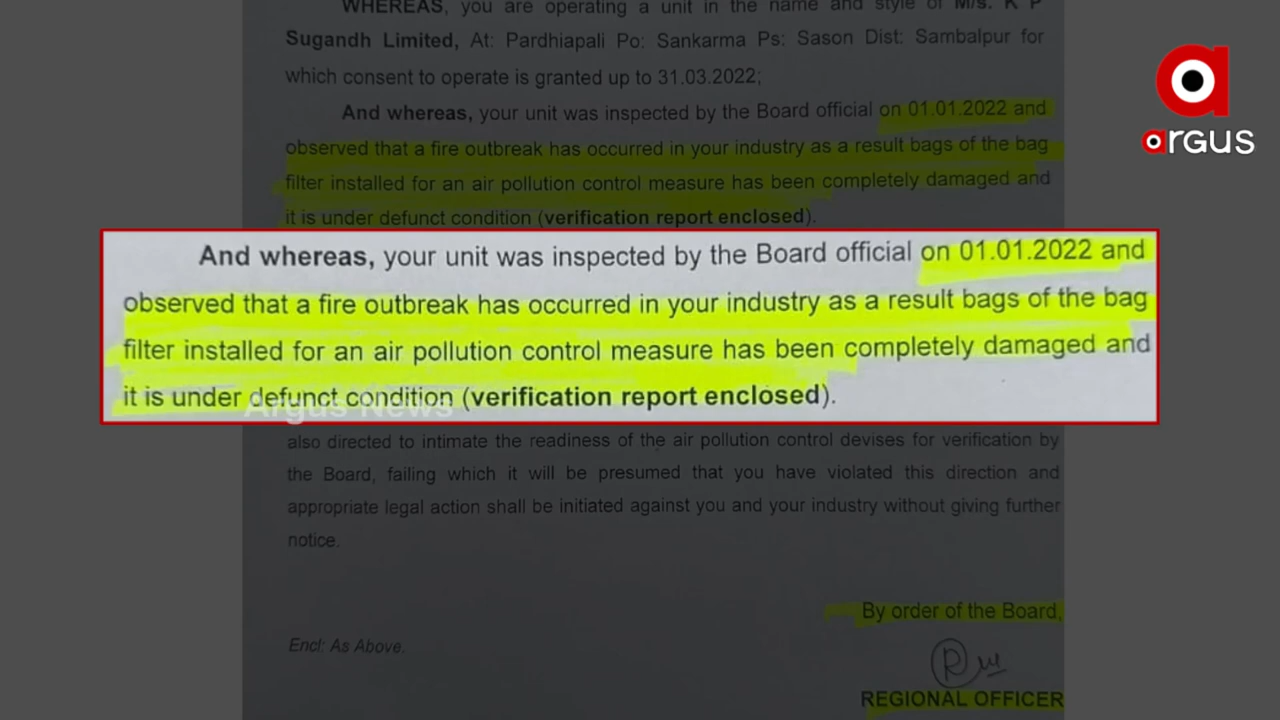 WHEREAS, you are operating a unit in the name and style of M/s. K P
Sugandh Limited, At: Pardhiapali Po: Sankarma Ps: Sason Dist: Sambalpur for
which consent to operate is granted up to 31.03.2022;
And whereas, your unit was inspected by the Board official on 01.01.2022 and
observed that a fire outbreak has occurred in your industry as a result bags of the bag
filter installed for an air pollution control measure has been completely damaged and
it is under defunct condition (verification report enclosed).
And whereas, your unit was inspected by the Board official on 01.01.2022 and
observed that a fire outbreak has occurred in your industry as a result bags of the bag
filter installed for an air pollution control measure has been completely damaged and
it is under defunct condition (verification report enclosed).
Argus News
also directed to intimate the readiness of the air pollution control devises for verification by
the Board, failing which it will be presumed that you have violated this direction and
appropriate legal action shall be initiated against you and your industry without giving further
notice.
By order of the Board,
Encl: As Above.
REGIONAL OFFICER
argus